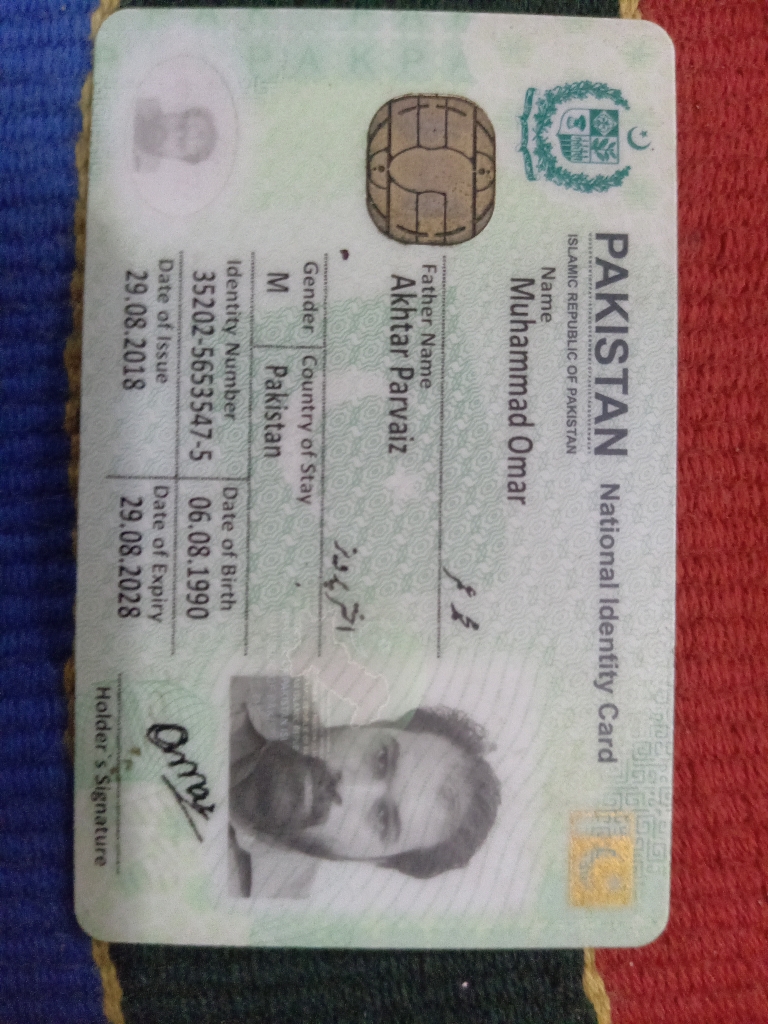 PAKISTAN National Identity Card
ISLAMIC REPUBLIC OF PAKISTAN
Name
Muhammad Omar
محمد عمر
Father Name
Akhtar Parvaiz
اختر پرویز
Gender Country of Stay
M Pakistan
Identity Number Date of Birth
35202-5653547-5 06.08.1990
Date of Issue Date of Expiry
29.08.2018 29.08.2028
Omar
Holder's Signature